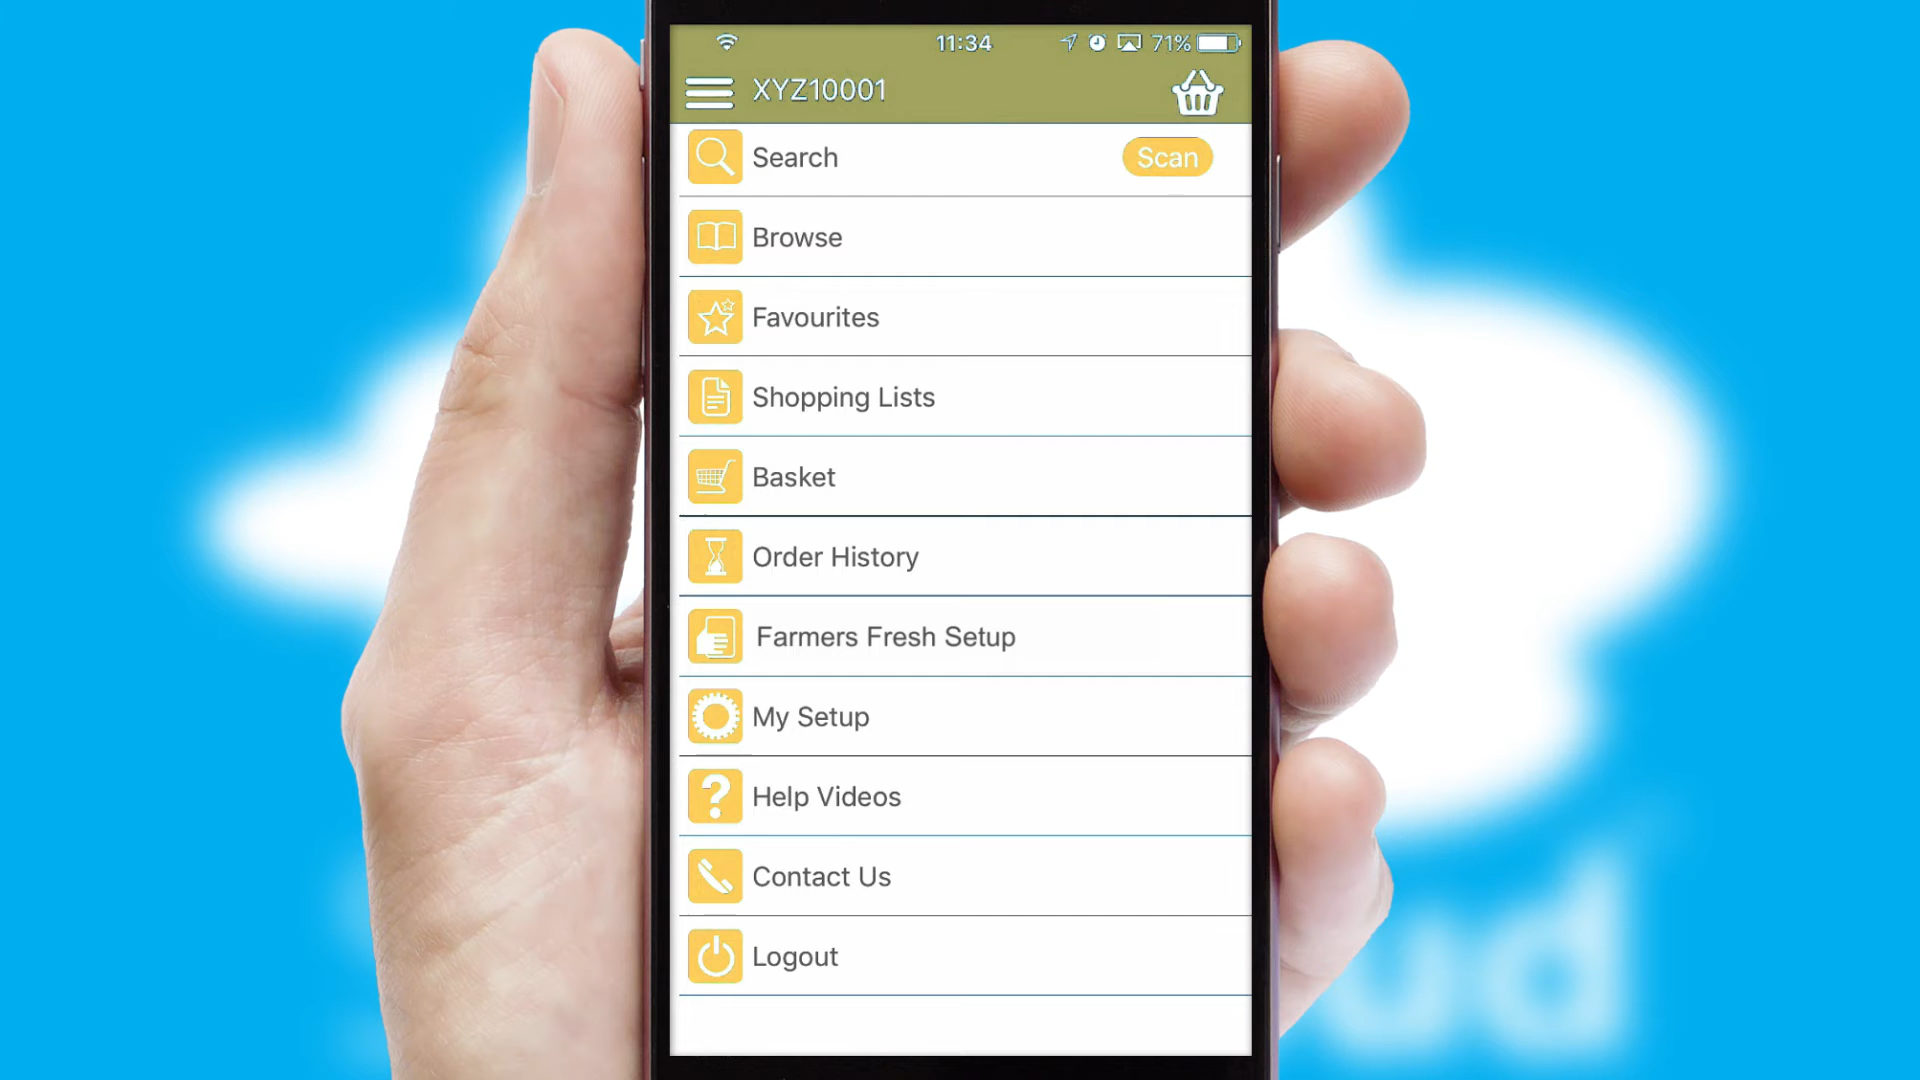 11:34 71%
XYZ10001
Search Scan
Browse
Favourites
Shopping Lists
Basket
Order History
Farmers Fresh Setup
My Setup
Help Videos
Contact Us
Logout